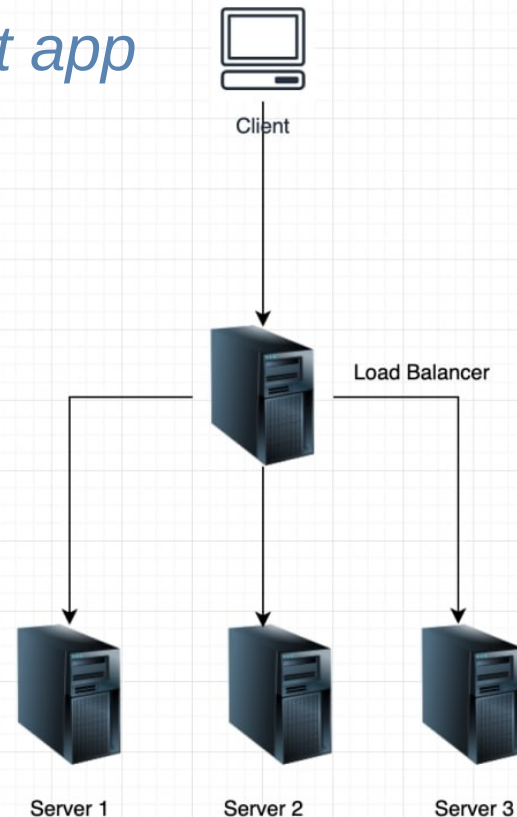 t app
Client
Load Balancer
Server 1
Server 2
Server 3